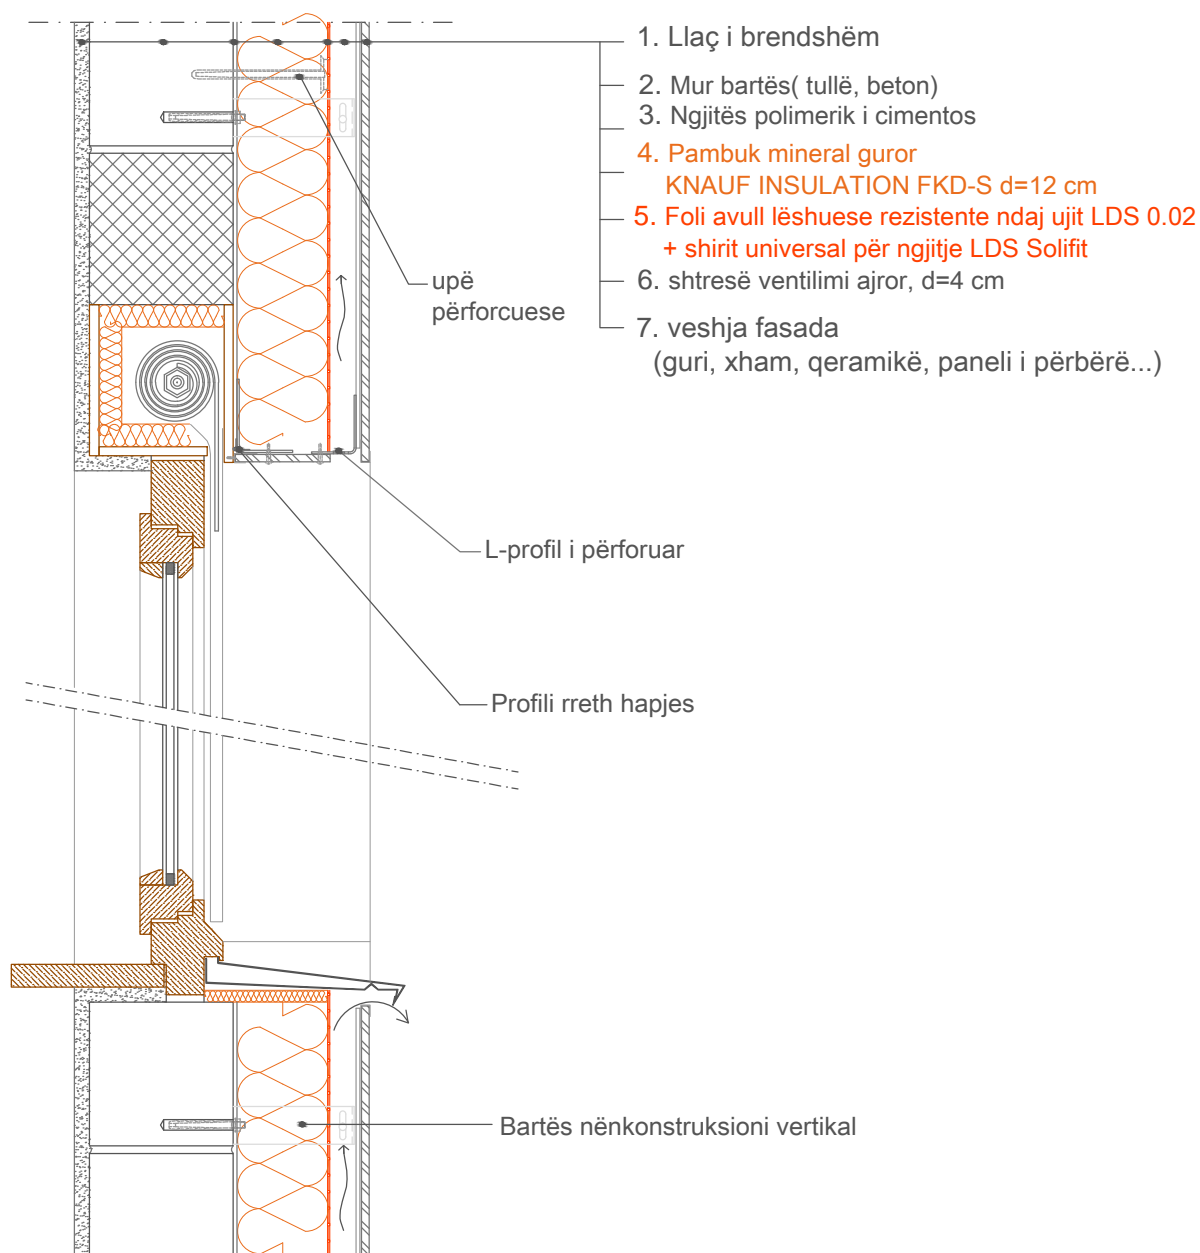 1. Llaç i brendshëm
2. Mur bartës( tullë, beton)
3. Ngjitës polimerik i cimentos
4. Pambuk mineral guror
KNAUF INSULATION FKD-S d=12 cm
5. Foli avull lëshuese rezistente ndaj ujit LDS 0.02
+ shirit universal për ngjitje LDS Solifit
6. shtresë ventilimi ajror, d=4 cm
7. veshja fasada
(guri, xham, qeramikë, paneli i përbërë...)
upë
përforcuese
L-profil i përforuar
Profili rreth hapjes
Bartës nënkonstruksioni vertikal